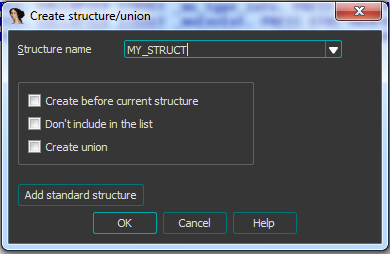 Create structure/union
Structure name
MY_STRUCT
Create before current structure
Don't include in the list
Create union
Add standard structure
OK
Cancel
Help